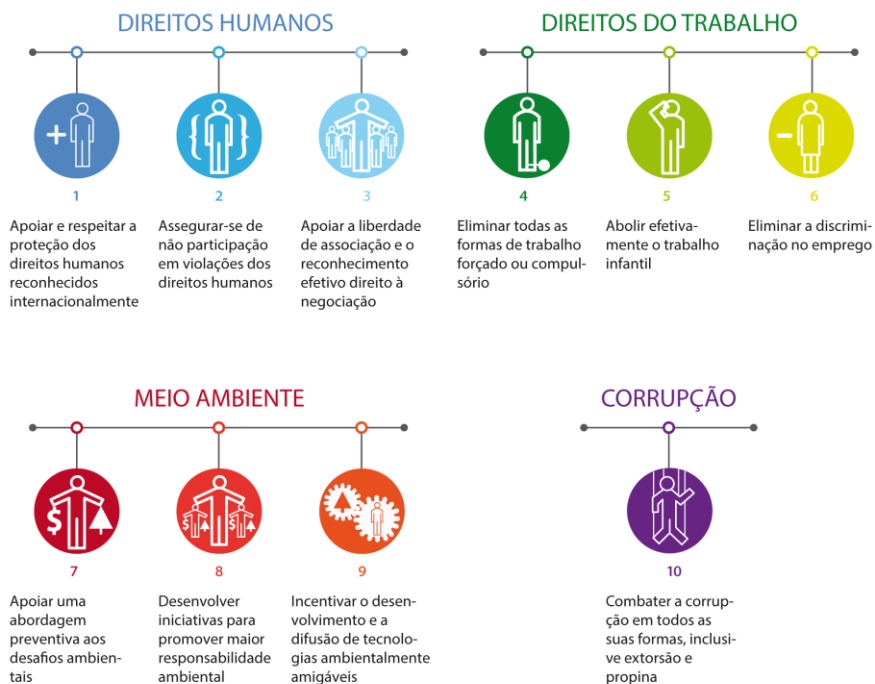 DIREITOS HUMANOS
1
Apoiar e respeitar a
proteção dos
direitos humanos
reconhecidos
internacionalmente
2
Assegurar-se de
não participação
em violações dos
direitos humanos
3
Apoiar a liberdade
de associação e o
reconhecimento
efetivo direito à
negociação
DIREITOS DO TRABALHO
4
Eliminar todas as
formas de trabalho
forçado ou compul-
sório
5
Abolir efetiva-
mente o trabalho
infantil
6
Eliminar a discrimi-
nação no emprego
MEIO AMBIENTE
$
7
Apoiar uma
abordagem
preventiva aos
desafios ambien-
tais
$ $
8
Desenvolver
iniciativas para
promover maior
responsabilidade
ambiental
9
Incentivar o desen-
volvimento e a
difusão de tecnolo-
gias ambientalmente
amigáveis
CORRUPÇÃO
10
Combater a corrup-
ção em todos as
suas formas, inclusi-
ve extorsão e
propina